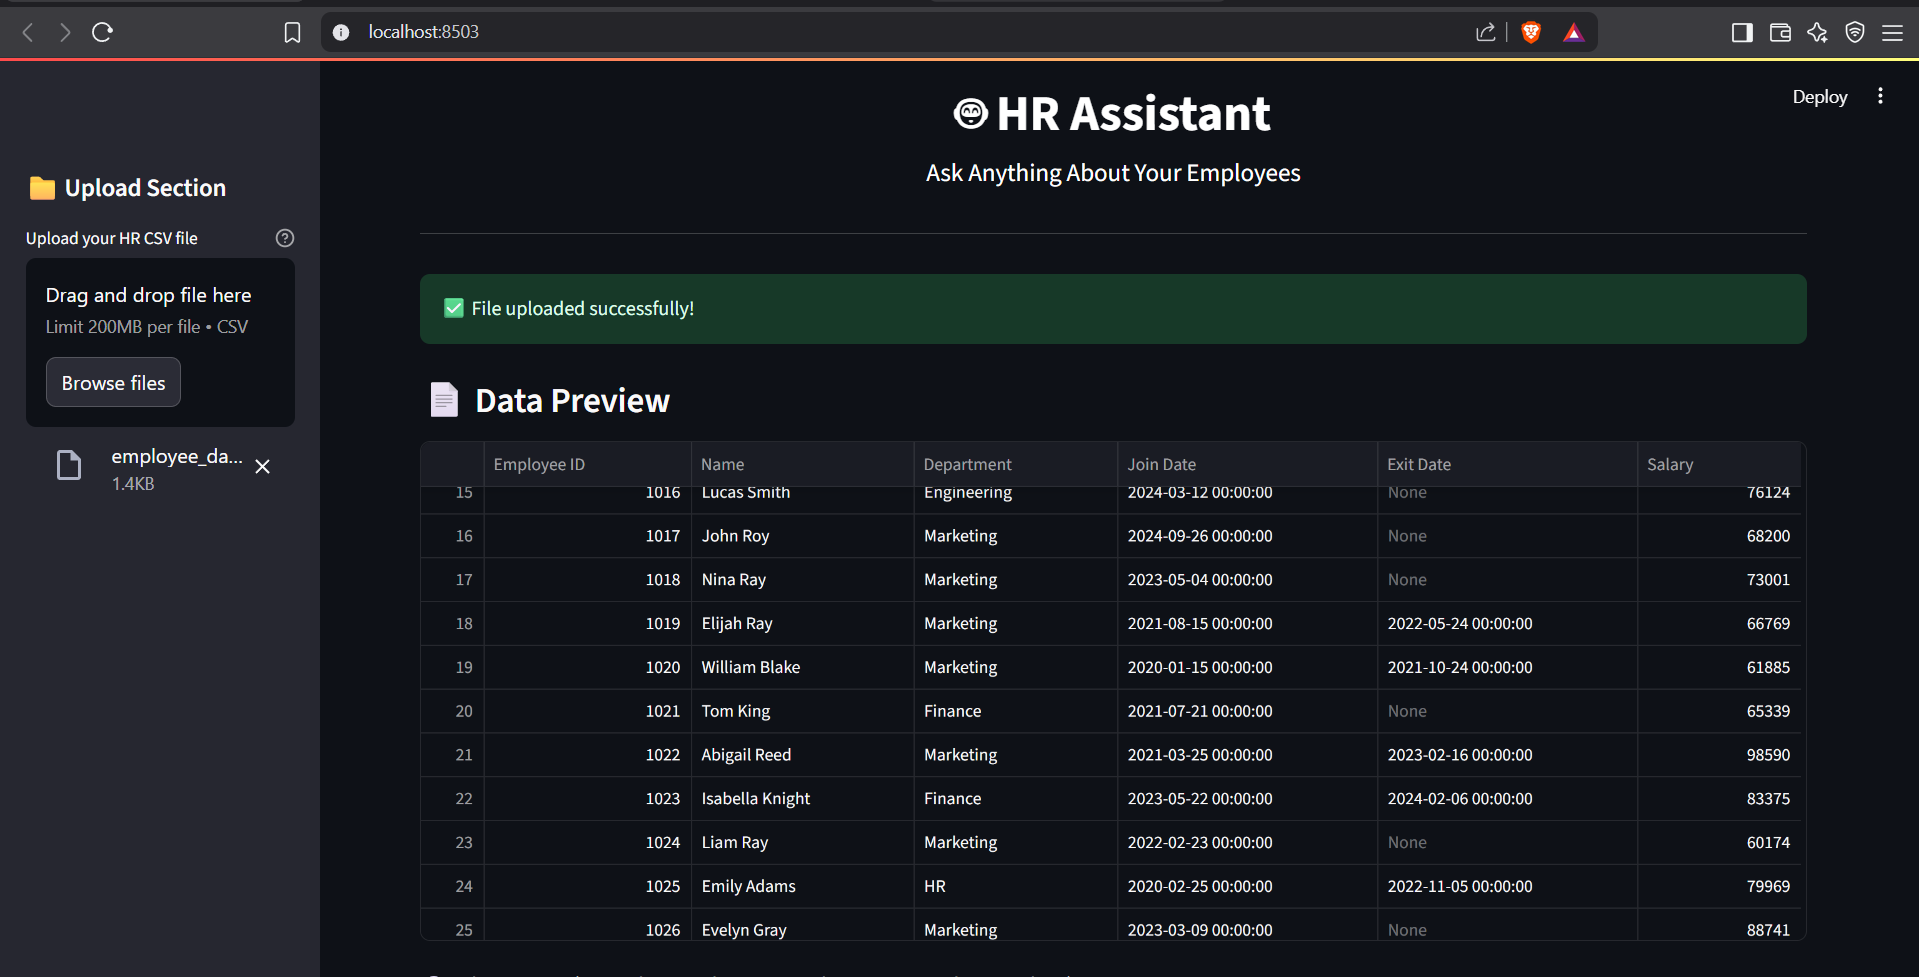 localhost:8503
Deploy
HR Assistant
Ask Anything About Your Employees
Upload Section
Upload your HR CSV file
Drag and drop file here
Limit 200MB per file • CSV
Browse files
employee_da...
1.4KB
File uploaded successfully!
Data Preview
Employee ID Name Department Join Date Exit Date Salary
15 1016 Lucas Smith Engineering 2024-03-12 00:00:00 None 76124
16 1017 John Roy Marketing 2024-09-26 00:00:00 None 68200
17 1018 Nina Ray Marketing 2023-05-04 00:00:00 None 73001
18 1019 Elijah Ray Marketing 2021-08-15 00:00:00 2022-05-24 00:00:00 66769
19 1020 William Blake Marketing 2020-01-15 00:00:00 2021-10-24 00:00:00 61885
20 1021 Tom King Finance 2021-07-21 00:00:00 None 65339
21 1022 Abigail Reed Marketing 2021-03-25 00:00:00 2023-02-16 00:00:00 98590
22 1023 Isabella Knight Finance 2023-05-22 00:00:00 2024-02-06 00:00:00 83375
23 1024 Liam Ray Marketing 2022-02-23 00:00:00 None 60174
24 1025 Emily Adams HR 2020-02-25 00:00:00 2022-11-05 00:00:00 79969
25 1026 Evelyn Gray Marketing 2023-03-09 00:00:00 None 88741